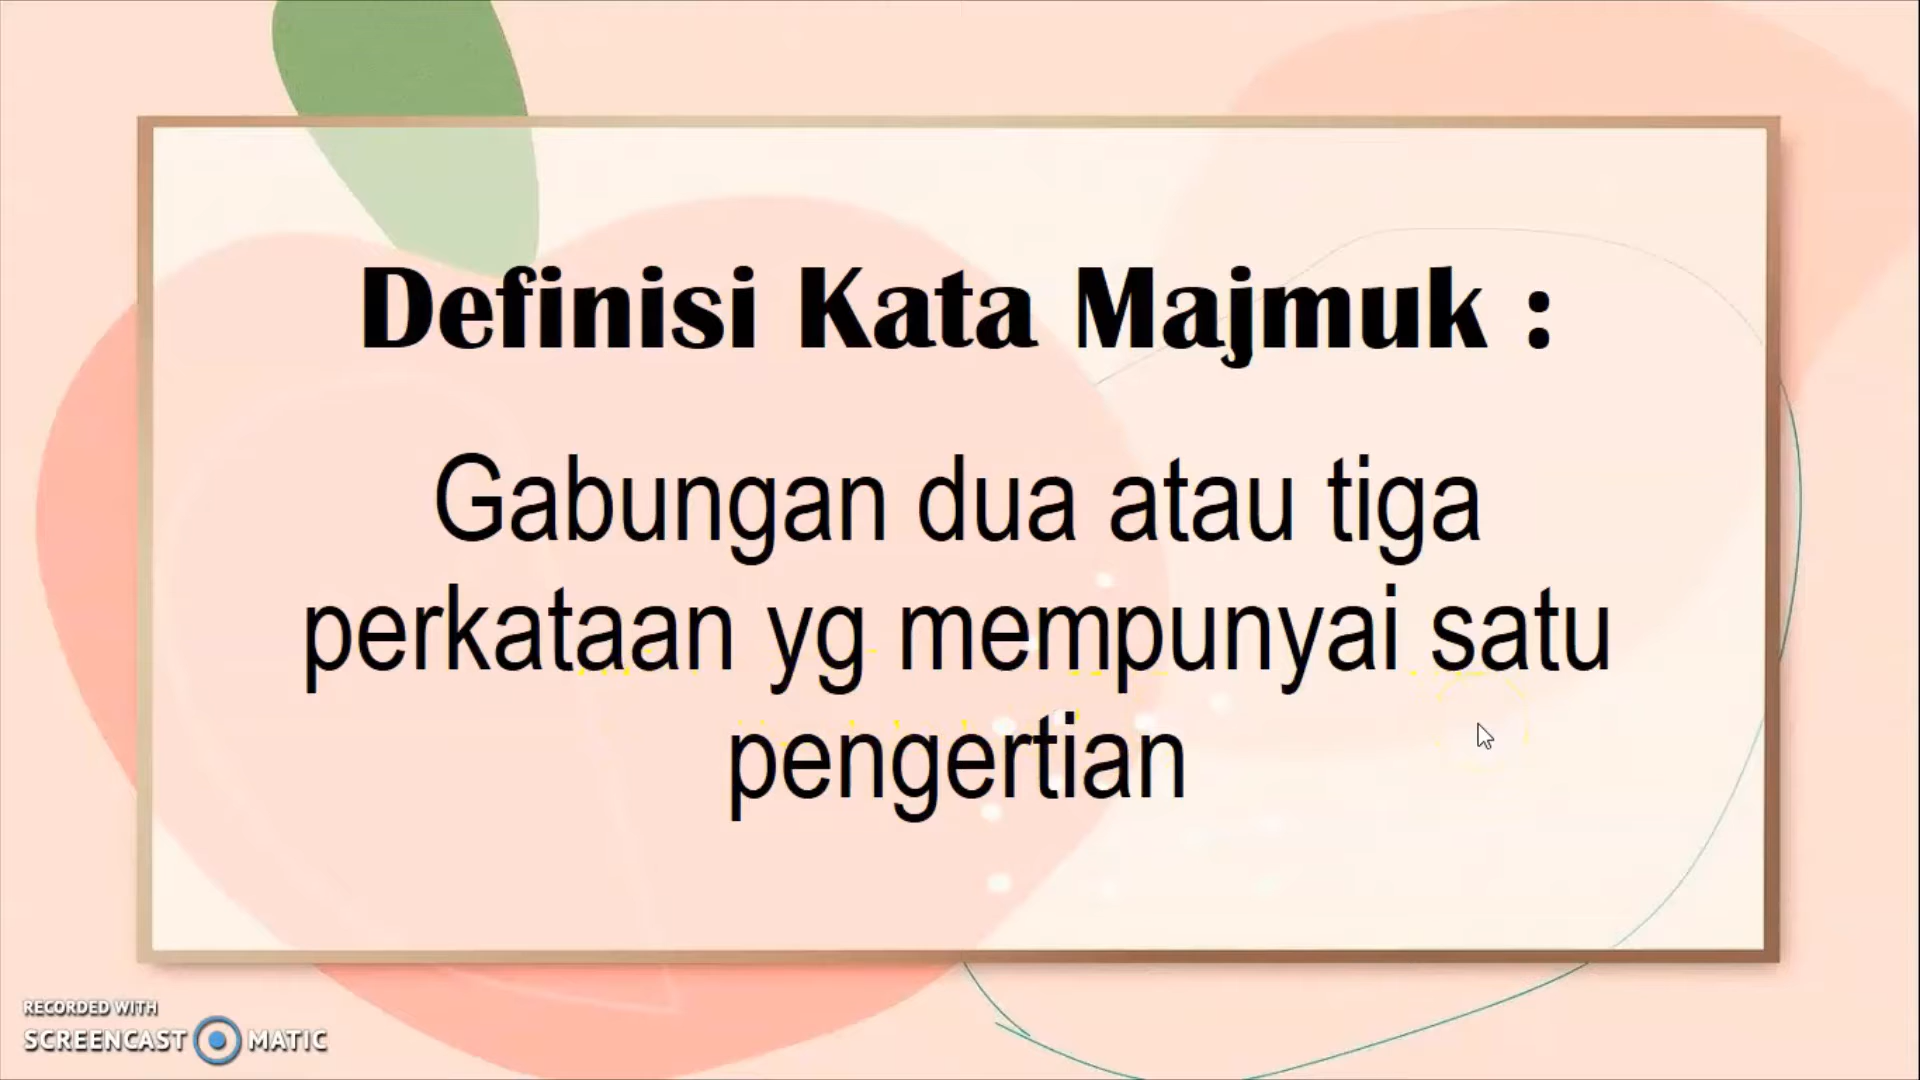 Definisi Kata Majmuk :
Gabungan dua atau tiga
perkataan yg mempunyai satu
pengertian
RECORDED WITH
SCREENCAST MATIC